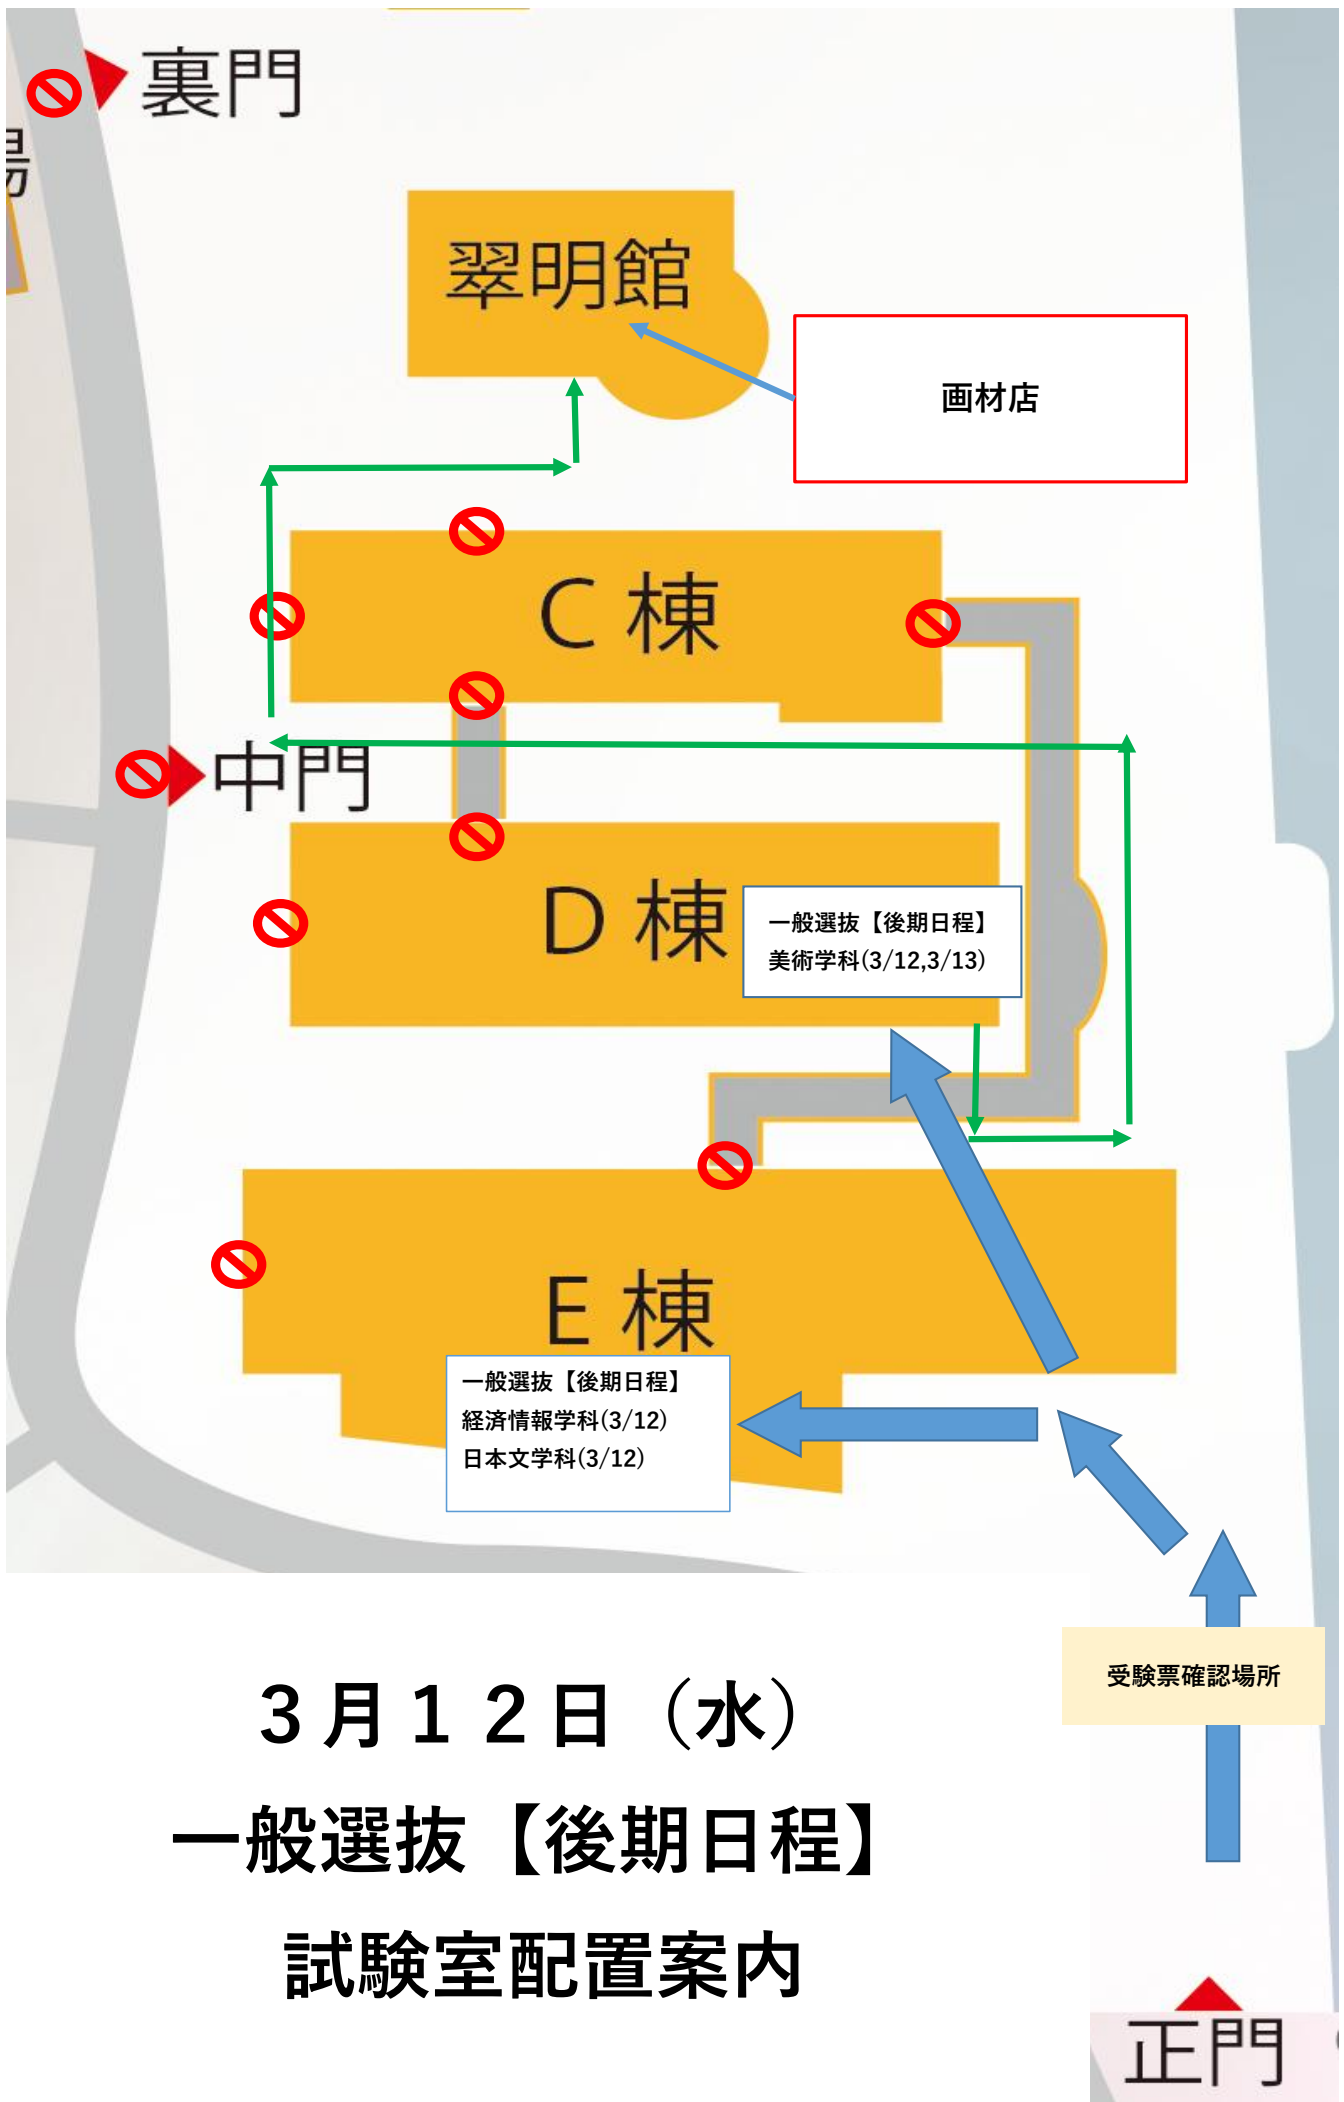 裏門
場
翠明館
画材店
C 棟
中門
D 棟
一般選抜【後期日程】
美術学科(3/12,3/13)
E 棟
一般選抜【後期日程】
経済情報学科(3/12)
日本文学科(3/12)
受験票確認場所
３月１２日（水）
一般選抜【後期日程】
試験室配置案内
正門